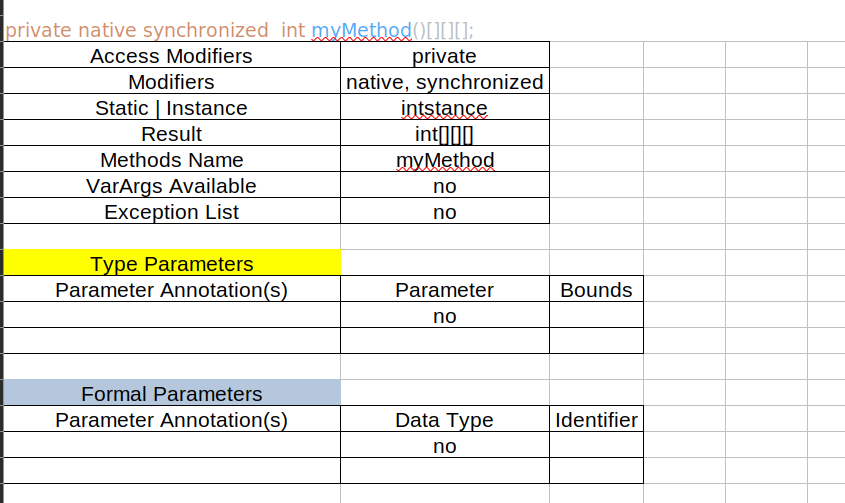 private native synchronized  int myMethod()[][][];
Access Modifiers private
Modifiers native, synchronized
Static | Instance intstance
Result int[][][]
Methods Name myMethod
VarArgs Available no
Exception List no
Type Parameters
Parameter Annotation(s) Parameter Bounds
no
Formal Parameters
Parameter Annotation(s) Data Type Identifier
no